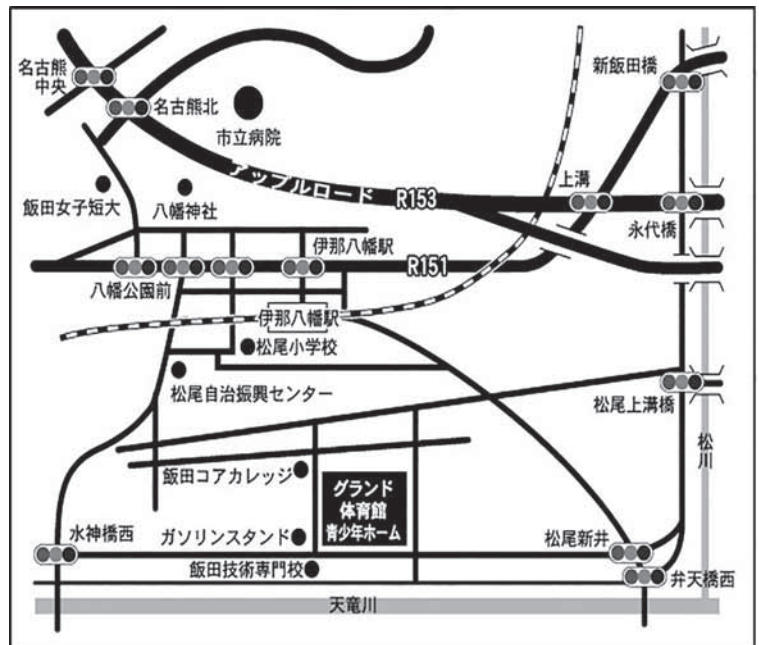 名古熊
中央
名古熊北
市立病院
新飯田橋
アップルロード
R153
上溝
永代橋
飯田女子短大
八幡神社
伊那八幡駅
R151
八幡公園前
伊那八幡駅
松尾小学校
松尾自治振興センター
松尾上溝橋
松川
飯田コアカレッジ
グランド
体育館
青少年ホーム
水神橋西
ガソリンスタンド
松尾新井
飯田技術専門校
弁天橋西
天竜川